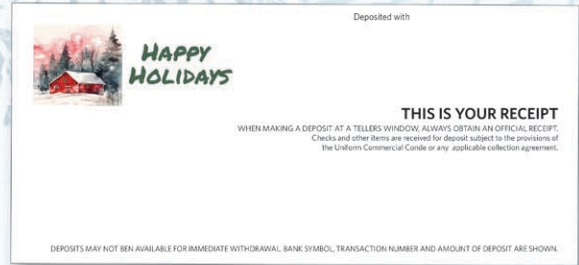 Deposited with
HAPPY
HOLIDAYS
THIS IS YOUR RECEIPT
WHEN MAKING A DEPOSIT AT A TELLERS WINDOW, ALWAYS OBTAIN AN OFFICIAL RECEIPT.
Checks and other items are received for deposit subject to the provisions of
the Uniform Commercial Conde or any applicable collection agreement.
DEPOSITS MAY NOT BEN AVAILABLE FOR IMMEDIATE WITHDRAWAL. BANK SYMBOL, TRANSACTION NUMBER AND AMOUNT OF DEPOSIT ARE SHOWN.